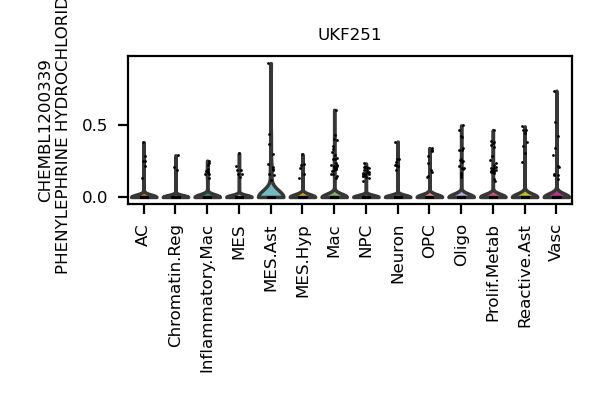 UKF251
CHEMBL1200339
PHENYLEPHRINE HYDROCHLORID
0.5
0.0
AC
Chromatin.Reg
Inflammatory.Mac
MES
MES.Ast
MES.Hyp
Mac
NPC
Neuron
OPC
Oligo
Prolif.Metab
Reactive.Ast
Vasc